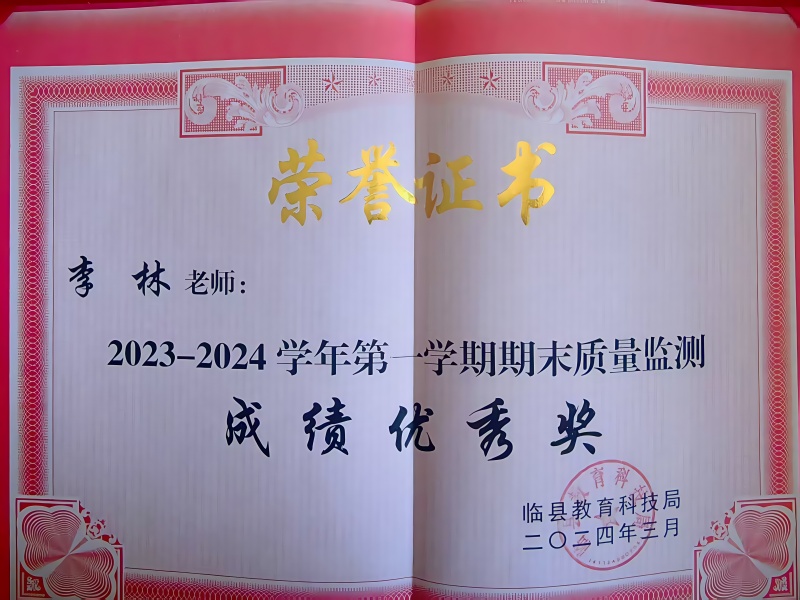 荣誉证书
李 林 老师：
2023-2024 学年第一学期期末质量监测
成绩优秀奖
临县教育科技局
二〇二四年三月